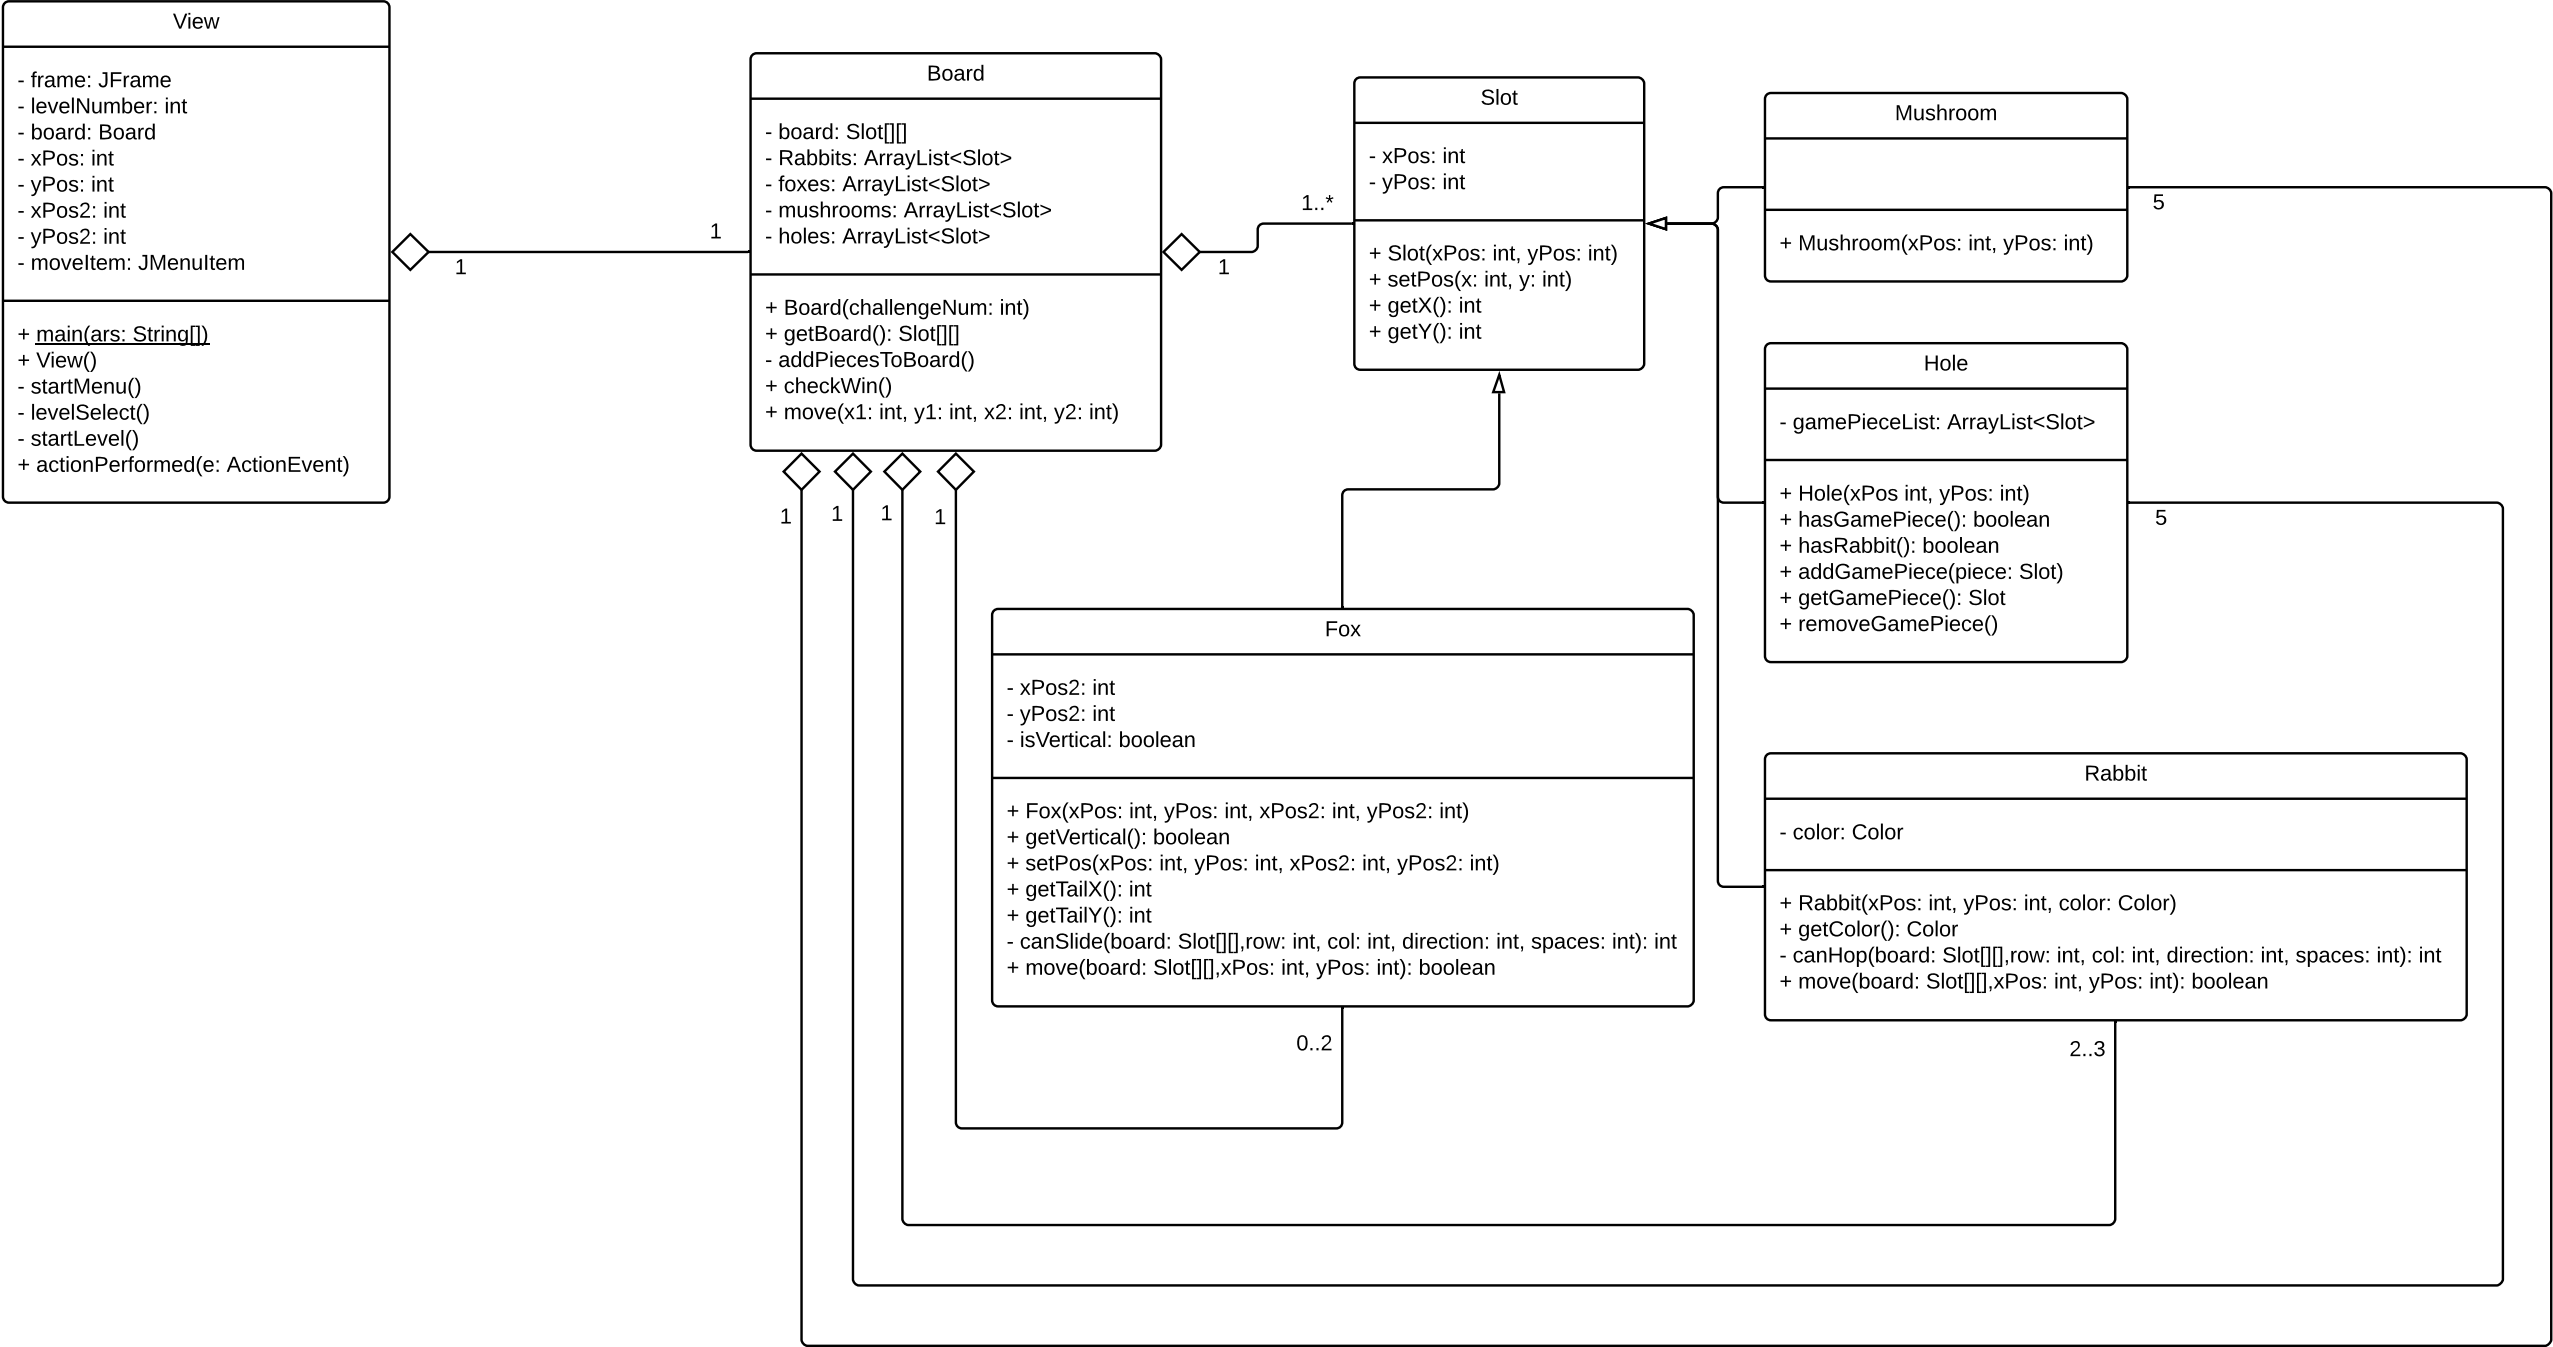 View
- frame: JFrame
- levelNumber: int
- board: Board
- xPos: int
- yPos: int
- xPos2: int
- yPos2: int
- moveItem: JMenuItem
+ main(ars: String[])
+ View()
- startMenu()
- levelSelect()
- startLevel()
+ actionPerformed(e: ActionEvent)
1
1
Board
- board: Slot[][]
- Rabbits: ArrayList<Slot>
- foxes: ArrayList<Slot>
- mushrooms: ArrayList<Slot>
- holes: ArrayList<Slot>
+ Board(challengeNum: int)
+ getBoard(): Slot[][]
- addPiecesToBoard()
+ checkWin()
+ move(x1: int, y1: int, x2: int, y2: int)
1
1..*
1
1
1
1
Slot
- xPos: int
- yPos: int
+ Slot(xPos: int, yPos: int)
+ setPos(x: int, y: int)
+ getX(): int
+ getY(): int
Mushroom
+ Mushroom(xPos: int, yPos: int)
5
Hole
- gamePieceList: ArrayList<Slot>
+ Hole(xPos int, yPos: int)
+ hasGamePiece(): boolean
+ hasRabbit(): boolean
+ addGamePiece(piece: Slot)
+ getGamePiece(): Slot
+ removeGamePiece()
5
Fox
- xPos2: int
- yPos2: int
- isVertical: boolean
+ Fox(xPos: int, yPos: int, xPos2: int, yPos2: int)
+ getVertical(): boolean
+ setPos(xPos: int, yPos: int, xPos2: int, yPos2: int)
+ getTailX(): int
+ getTailY(): int
- canSlide(board: Slot[][],row: int, col: int, direction: int, spaces: int): int
+ move(board: Slot[][],xPos: int, yPos: int): boolean
0..2
Rabbit
- color: Color
+ Rabbit(xPos: int, yPos: int, color: Color)
+ getColor(): Color
- canHop(board: Slot[][],row: int, col: int, direction: int, spaces: int): int
+ move(board: Slot[][],xPos: int, yPos: int): boolean
2..3